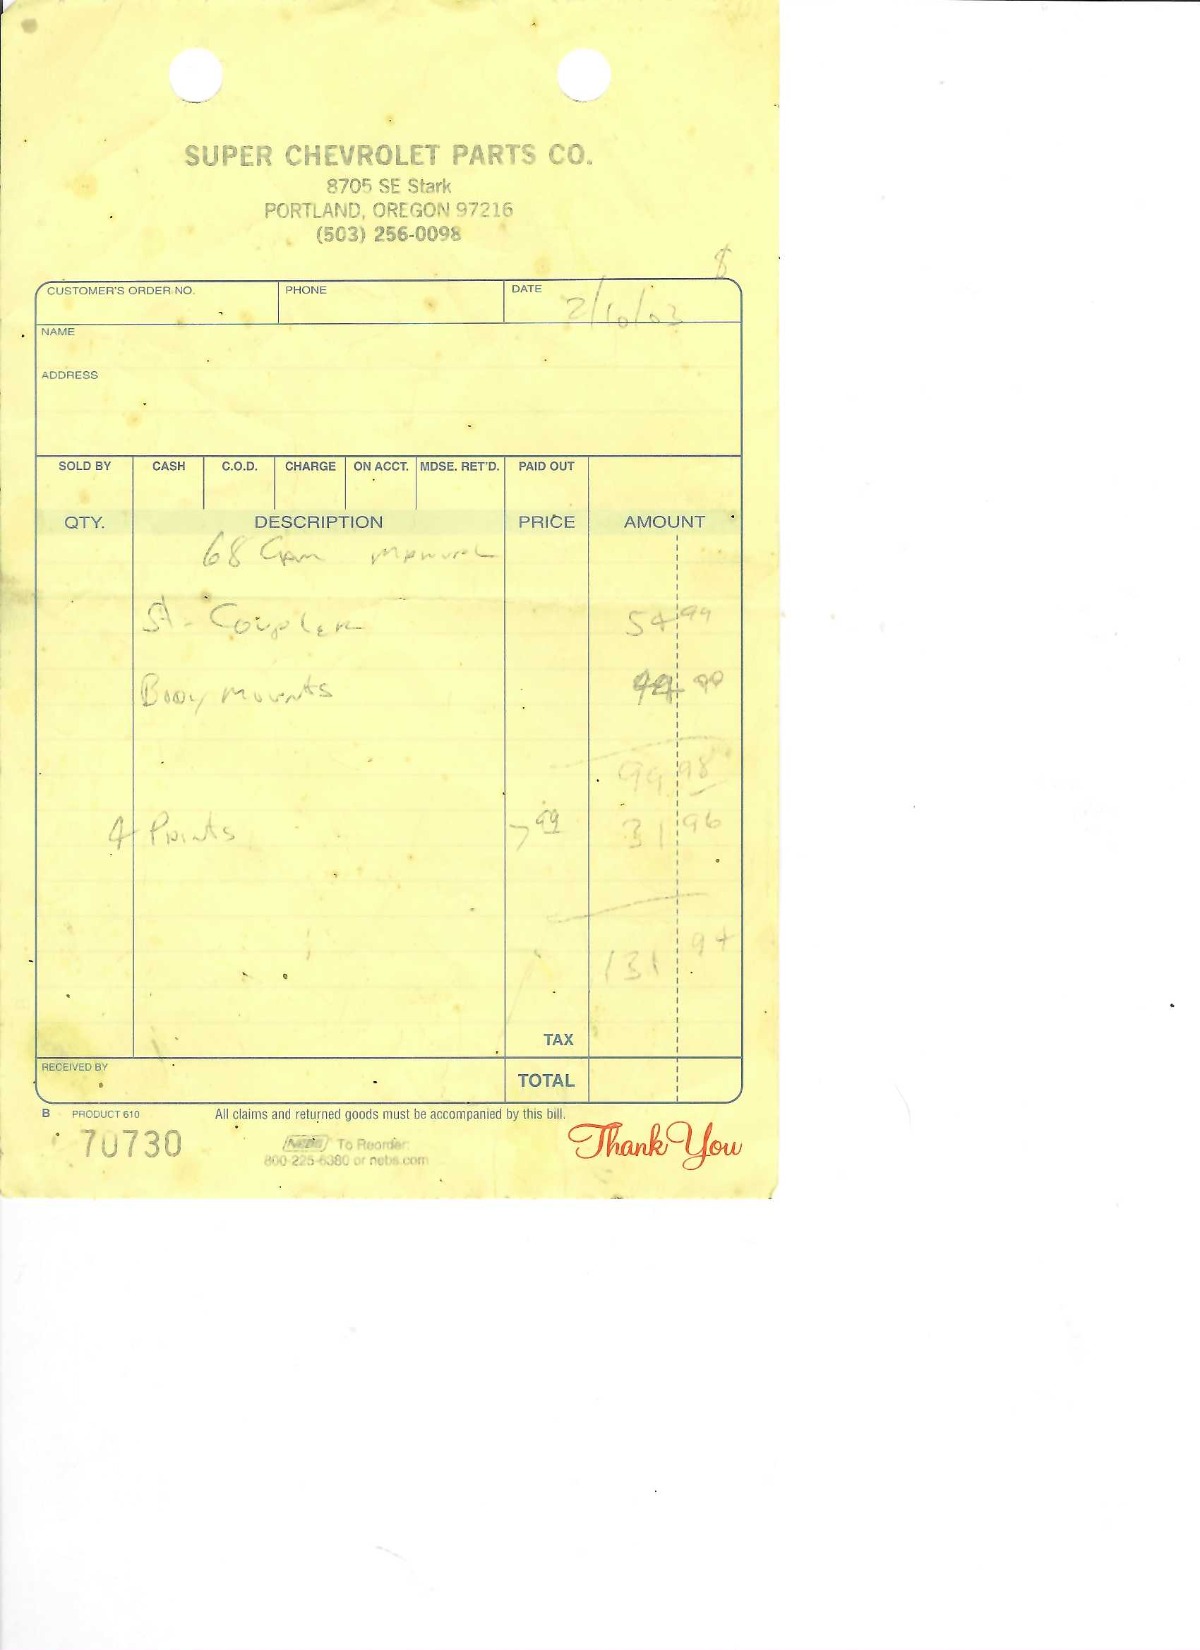 SUPER CHEVROLET PARTS CO.
8705 SE Stark
PORTLAND, OREGON 97216
(503) 256-0098
$
CUSTOMER'S ORDER NO. PHONE DATE 2/10/03
NAME
ADDRESS
SOLD BY CASH C.O.D. CHARGE ON ACCT. MDSE. RET'D. PAID OUT
QTY. DESCRIPTION PRICE AMOUNT
68 Cam manual
St- Coupler 54 99
Body mounts 44 99
99 98
4 7 99 31 96
131 94
TAX
RECEIVED BY TOTAL
B PRODUCT 610 All claims and returned goods must be accompanied by this bill.
70730 NEBS To Reorder:
800-225-6380 or nebs.com
Thank You